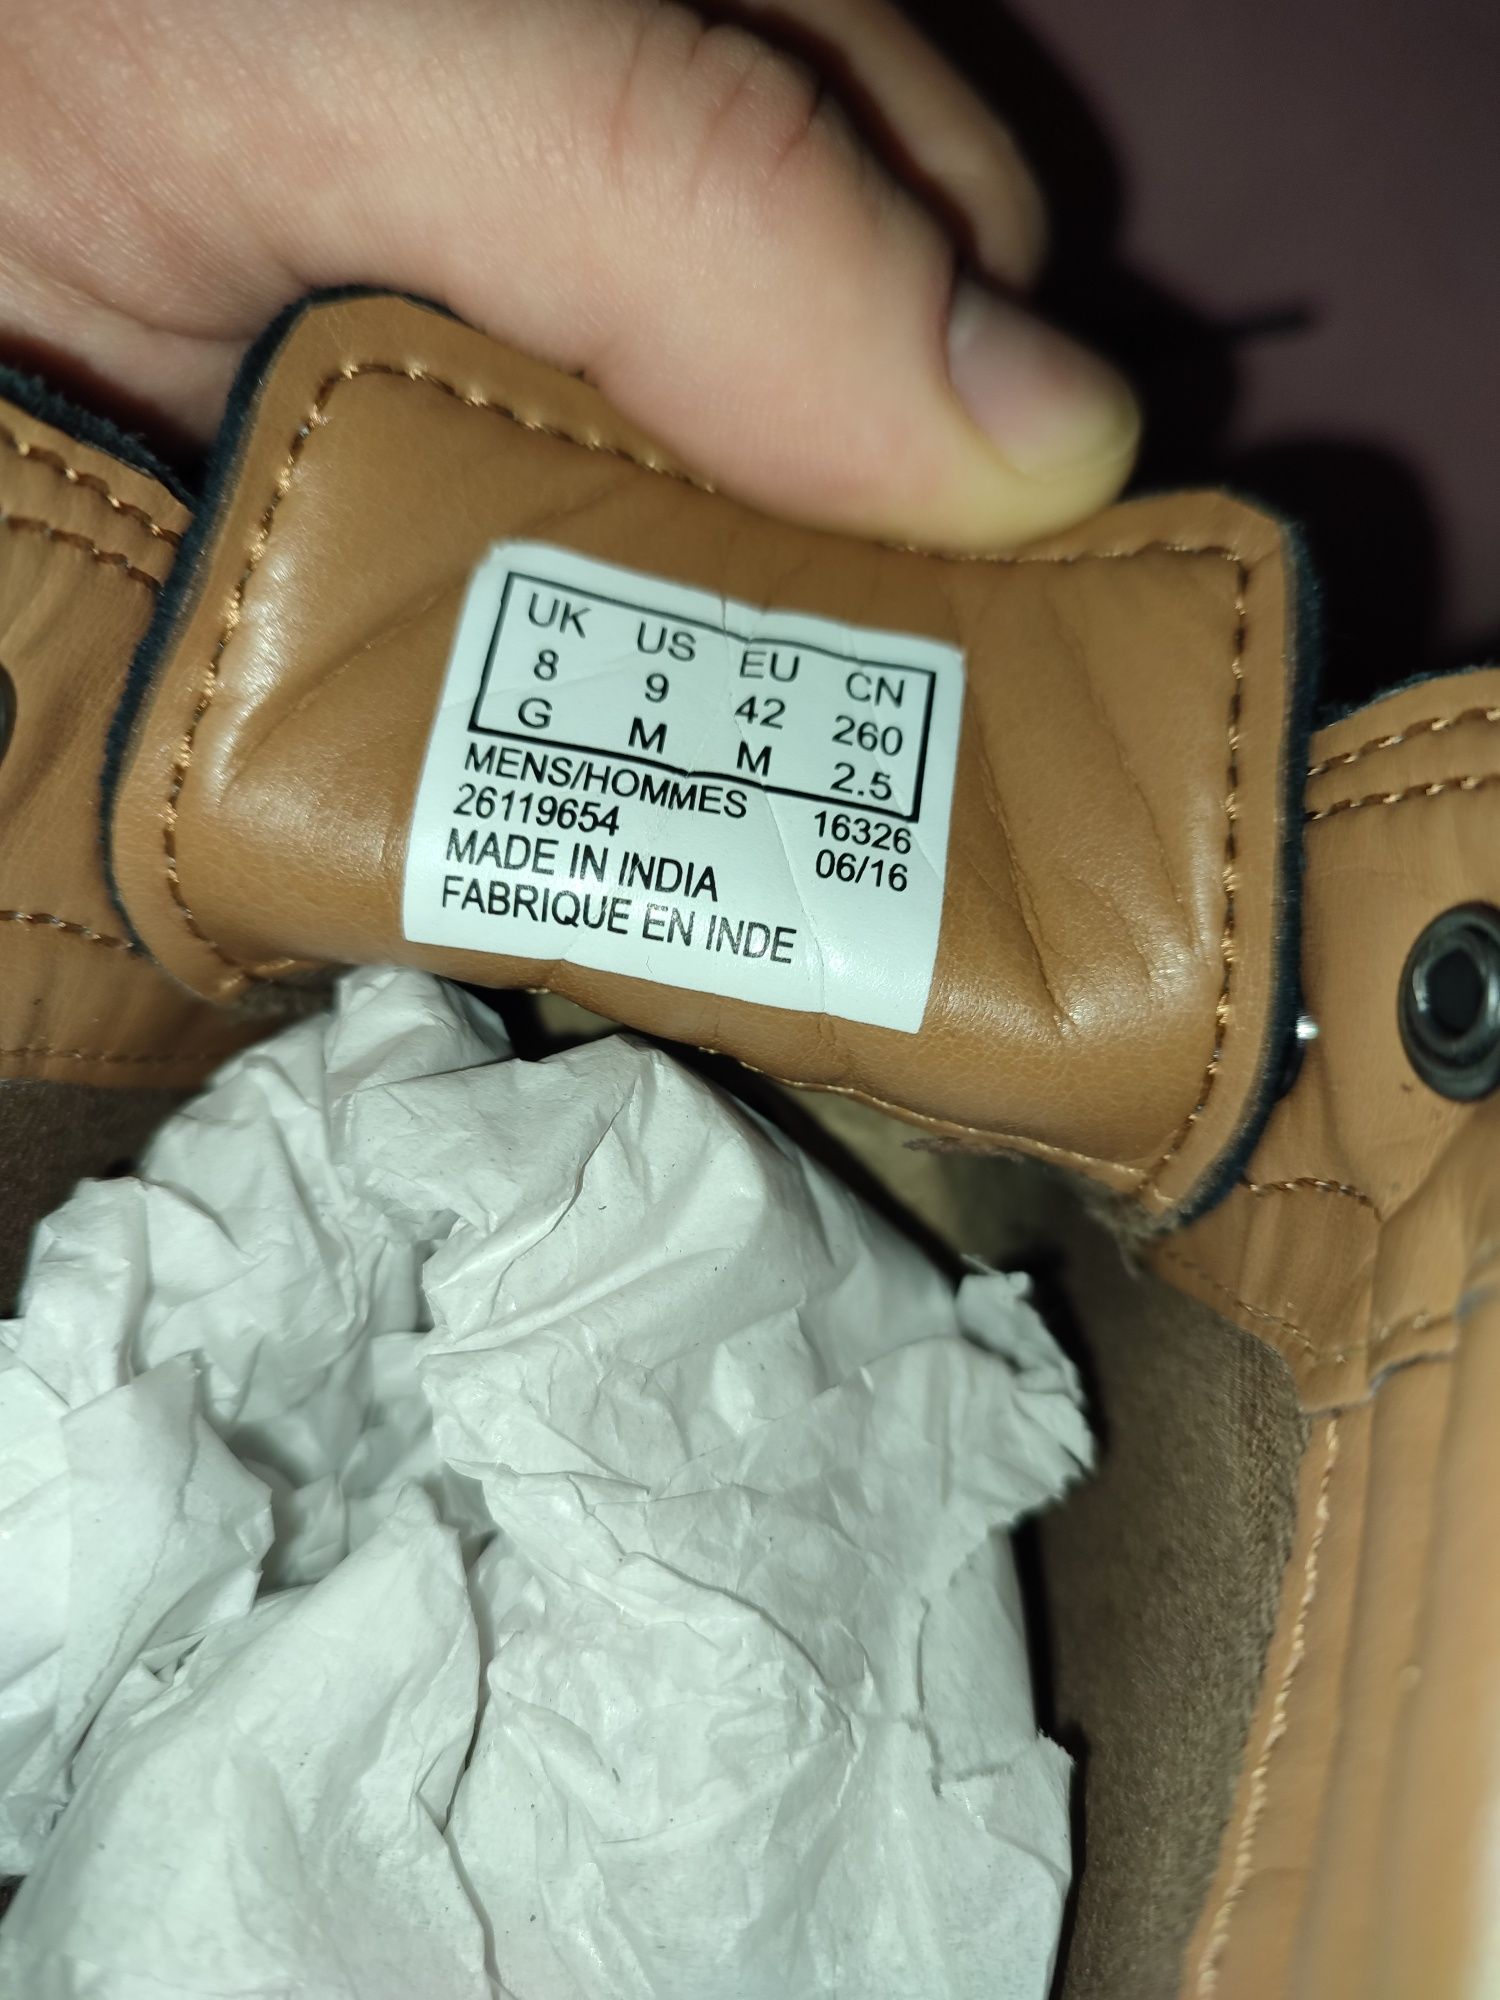 UK US EU CN
8 9 42 260
G M M 2.5
MENS/HOMMES 16326
26119654 06/16
MADE IN INDIA
FABRIQUE EN INDE